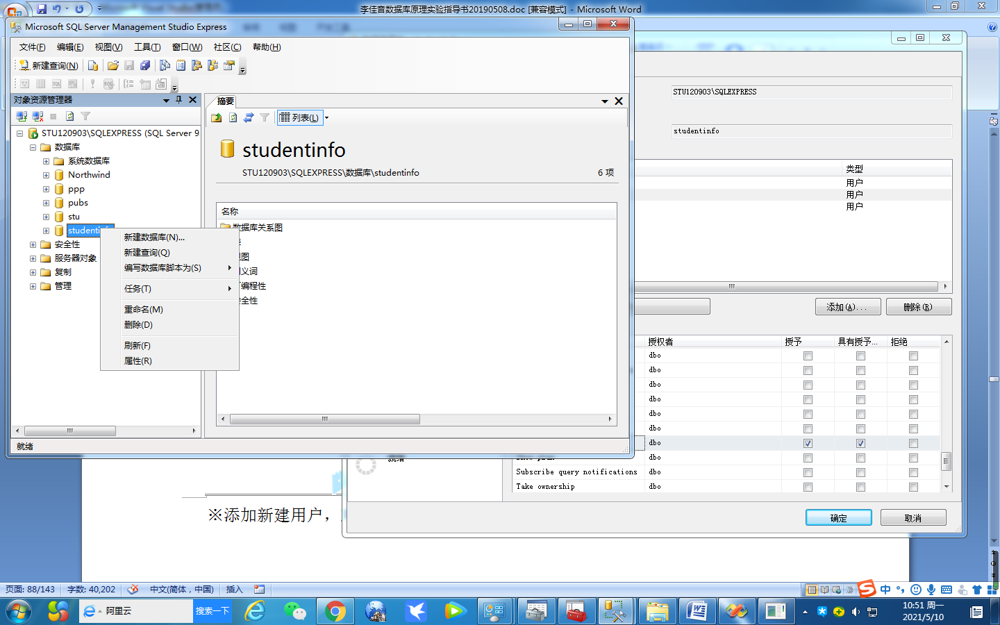 李佳音数据库原理实验指导书20190508.doc [兼容模式] - Microsoft Word
Microsoft SQL Server Management Studio Express
文件(F) 编辑(E) 视图(V) 工具(T) 窗口(W) 社区(C) 帮助(H)
新建查询(N)
对象资源管理器
STU120903\SQLEXPRESS (SQL Server 9
数据库
系统数据库
Northwind
ppp
pubs
stu
studentinfo
安全性
服务器对象
复制
管理
新建数据库(N)...
新建查询(Q)
编写数据库脚本为(S)
任务(T)
重命名(M)
删除(D)
刷新(F)
属性(R)
摘要
列表(L)
studentinfo
STU120903\SQLEXPRESS\数据库\studentinfo 6 项
名称
数据库关系图
义词
编程性
全性
就绪
STU120903\SQLEXPRESS
studentinfo
类型
用户
用户
用户
添加(A)... 删除(R)
授权者 授予 具有授予... 拒绝
dbo
dbo
dbo
dbo
dbo
dbo
dbo
dbo
Subscribe query notifications dbo
Take ownership dbo
确定 取消
※添加新建用户，
页面: 88/143 字数: 40,202 中文(简体，中国) 插入
中
阿里云 搜索一下
10:51 周一
2021/5/10